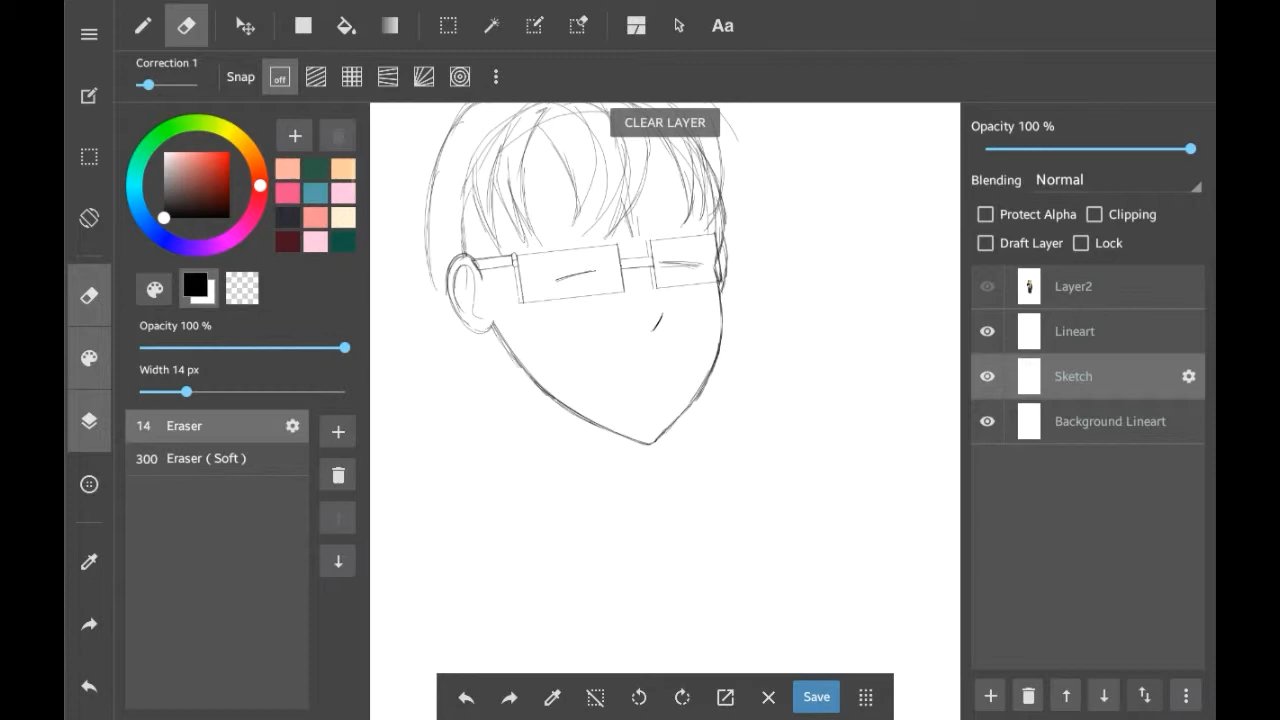 Aa
Correction 1
Snap
off
CLEAR LAYER
Opacity 100 %
Blending Normal
Protect Alpha
Clipping
Draft Layer
Lock
Layer2
Lineart
Sketch
Background Lineart
Opacity 100 %
Width 14 px
14 Eraser
300 Eraser ( Soft )
Save